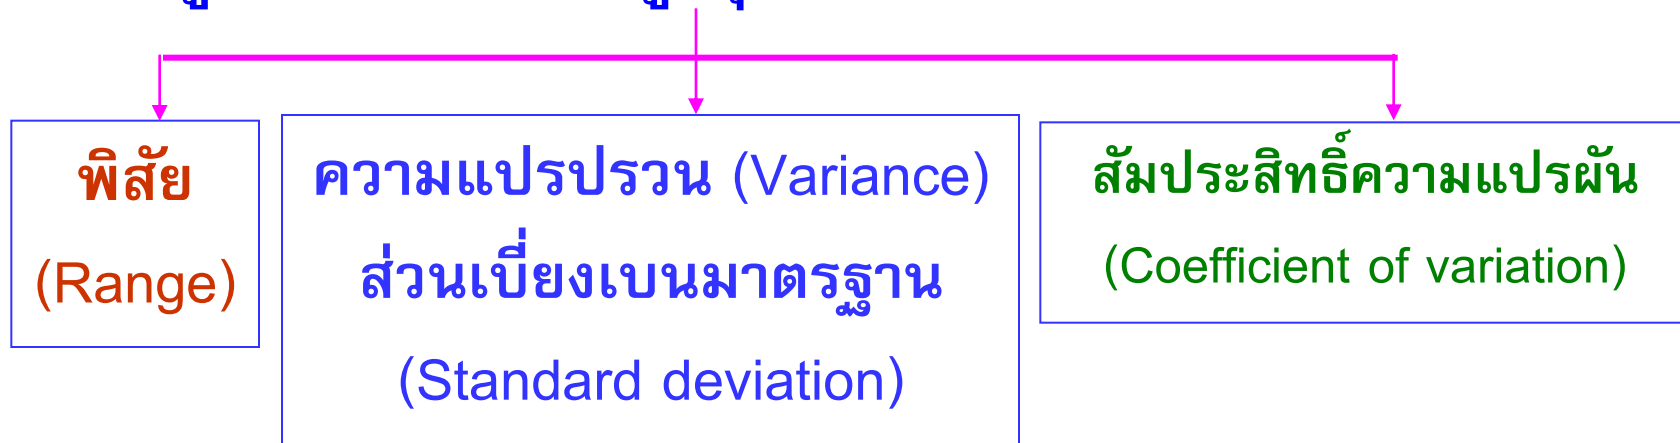 พิสัย
(Range)
ความแปรปรวน (Variance)
ส่วนเบี่ยงเบนมาตรฐาน
(Standard deviation)
สัมประสิทธิ์ความแปรผัน
(Coefficient of variation)